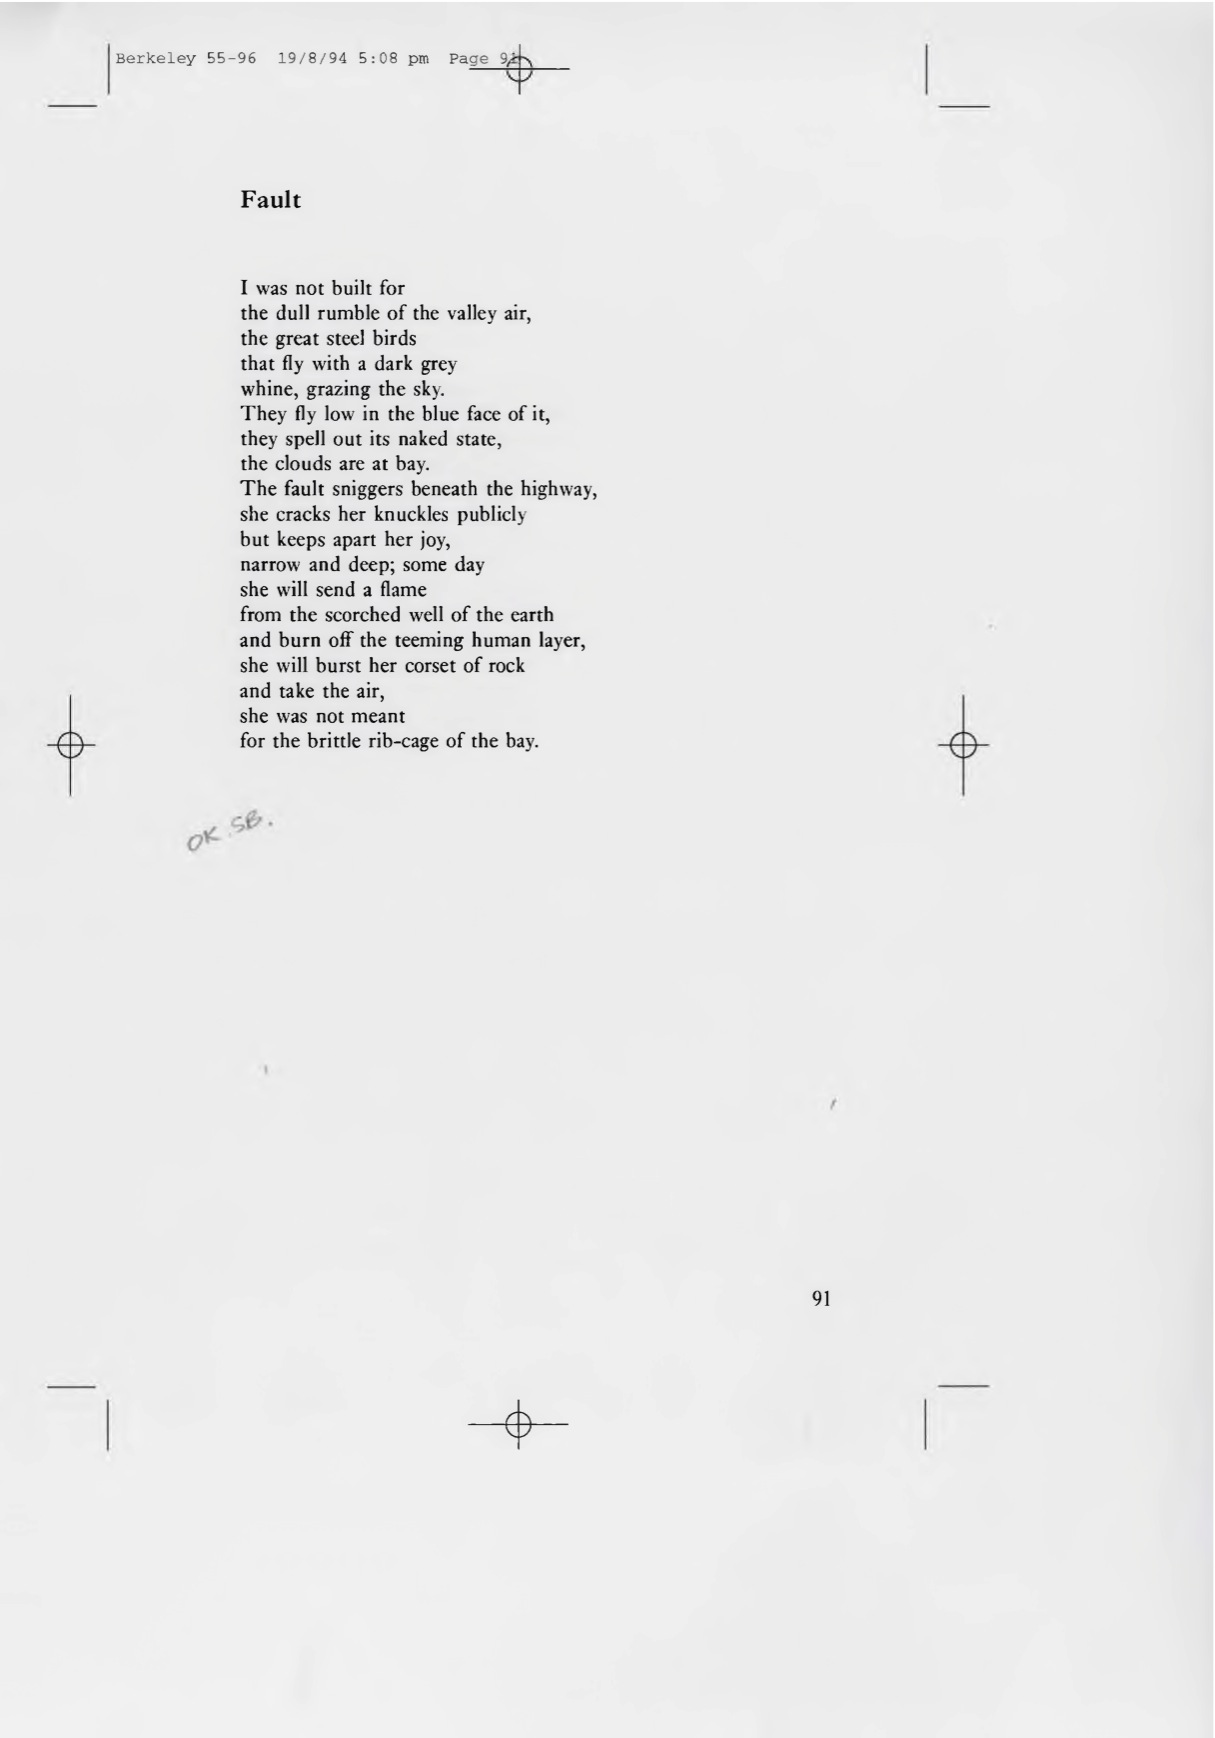 Berkeley 55-96 19/8/94 5:08 pm Page 91
Fault
I was not built for
the dull rumble of the valley air,
the great steel birds
that fly with a dark grey
whine, grazing the sky.
They fly low in the blue face of it,
they spell out its naked state,
the clouds are at bay.
The fault sniggers beneath the highway,
she cracks her knuckles publicly
but keeps apart her joy,
narrow and deep; some day
she will send a flame
from the scorched well of the earth
and burn off the teeming human layer,
she will burst her corset of rock
and take the air,
she was not meant
for the brittle rib-cage of the bay.
OK SB.
91